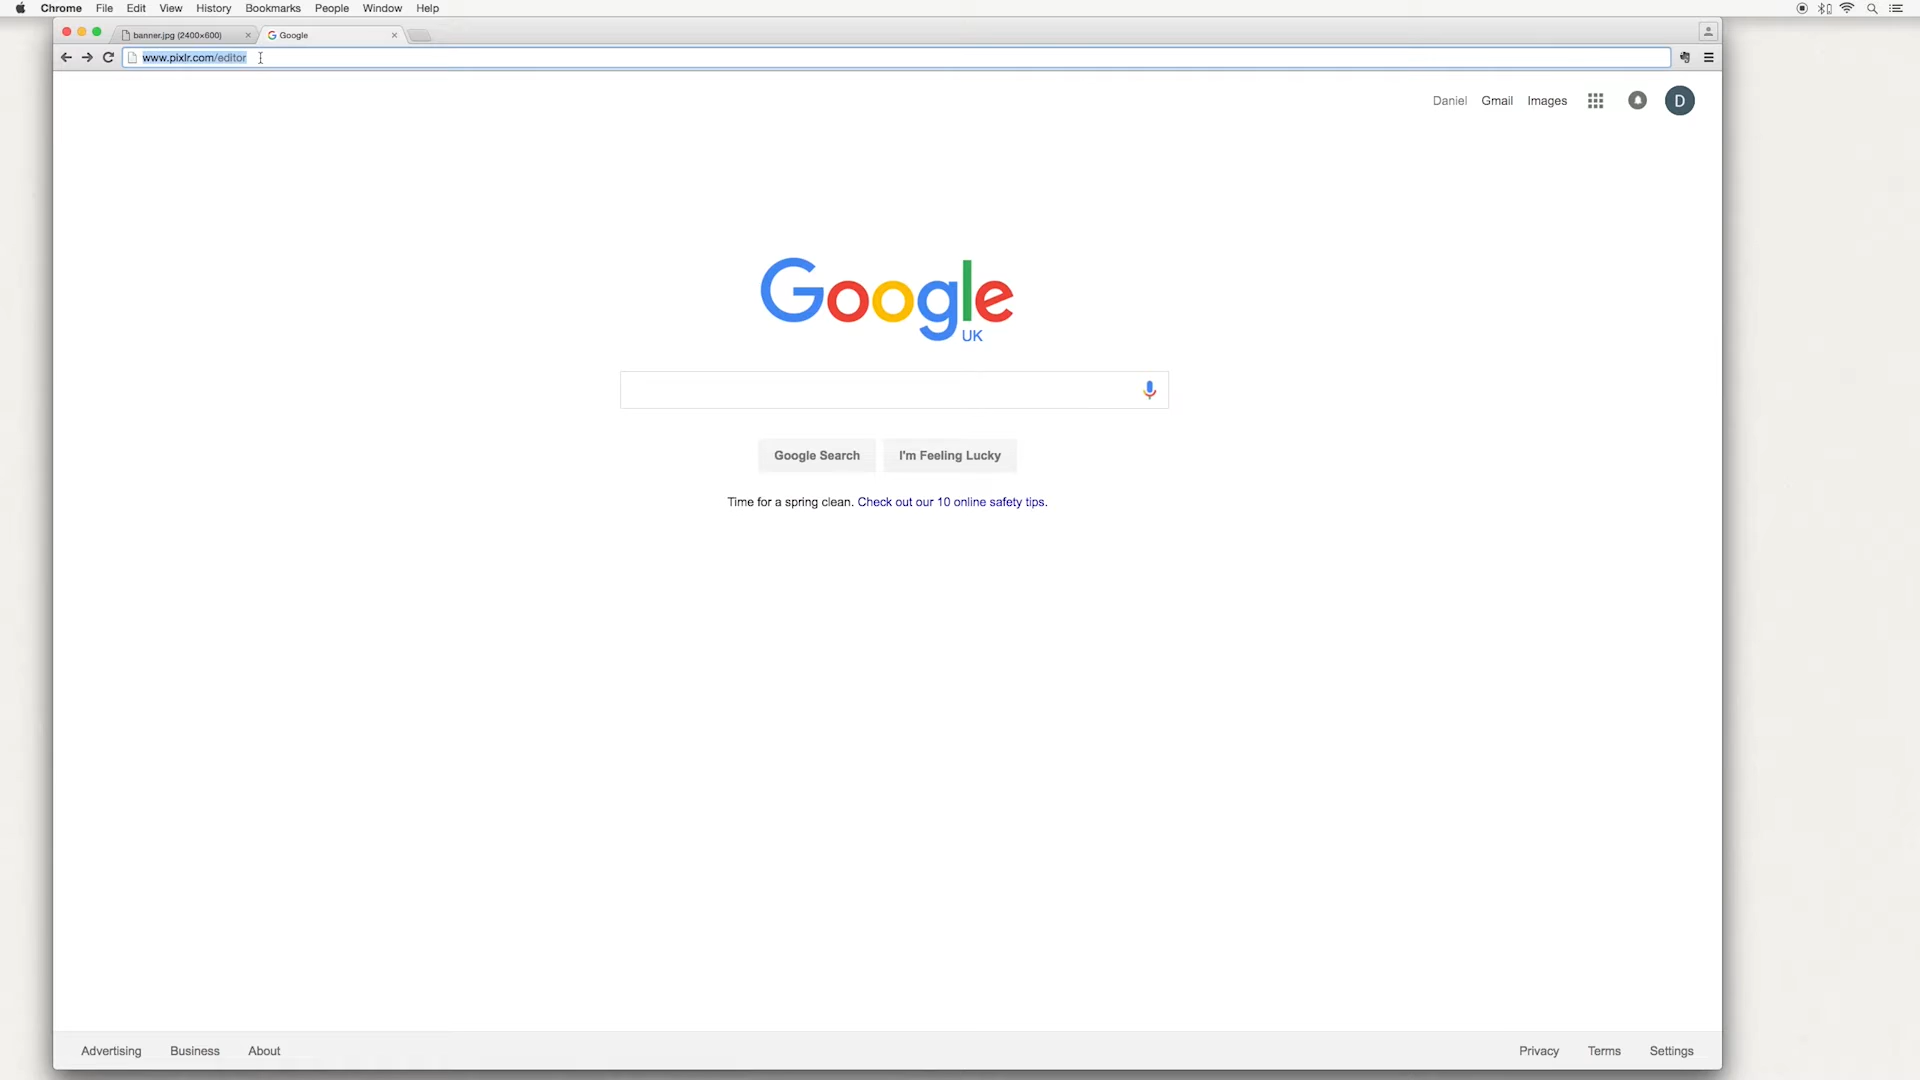 Chrome File Edit View History Bookmarks People Window Help
banner.jpg (2400×600) Google
www.pixlr.com/editor
Daniel Gmail Images D
Google
UK
Google Search I'm Feeling Lucky
Time for a spring clean. Check out our 10 online safety tips.
Advertising Business About Privacy Terms Settings